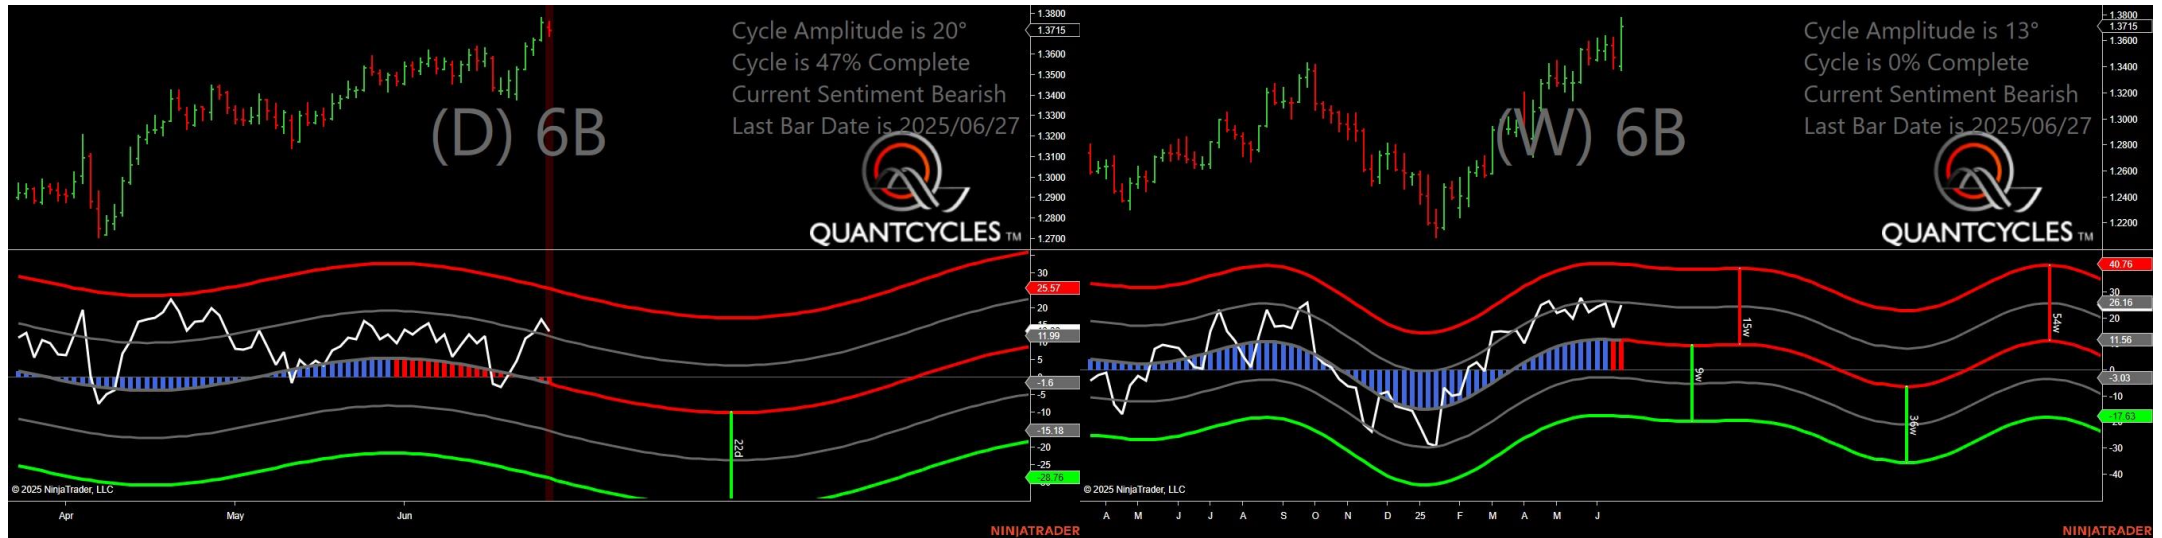 Cycle Amplitude is 20°
Cycle is 47% Complete
Current Sentiment Bearish
Last Bar Date is 2025/06/27
(D) 6B
QUANTCYCLES TM
1.3800
1.3715
1.3600
1.3500
1.3400
1.3300
1.3200
1.3100
1.3000
1.2900
1.2800
1.2700
30
25.57
20
15
11.99
10
5
0
-1.6
-5
-10
-15.18
-20
-25
-28.76
22d
© 2025 NinjaTrader, LLC
Apr
May
Jun
NINJATRADER
Cycle Amplitude is 13°
Cycle is 0% Complete
Current Sentiment Bearish
Last Bar Date is 2025/06/27
(W) 6B
QUANTCYCLES TM
1.3800
1.3715
1.3600
1.3400
1.3200
1.3000
1.2800
1.2600
1.2400
1.2200
40.76
30
26.16
20
11.56
0
-3.03
-10
-17.63
-20
-30
-40
15w
54w
9w
36w
© 2025 NinjaTrader, LLC
A M J J A S O N D 25 F M A M J
NINJATRADER